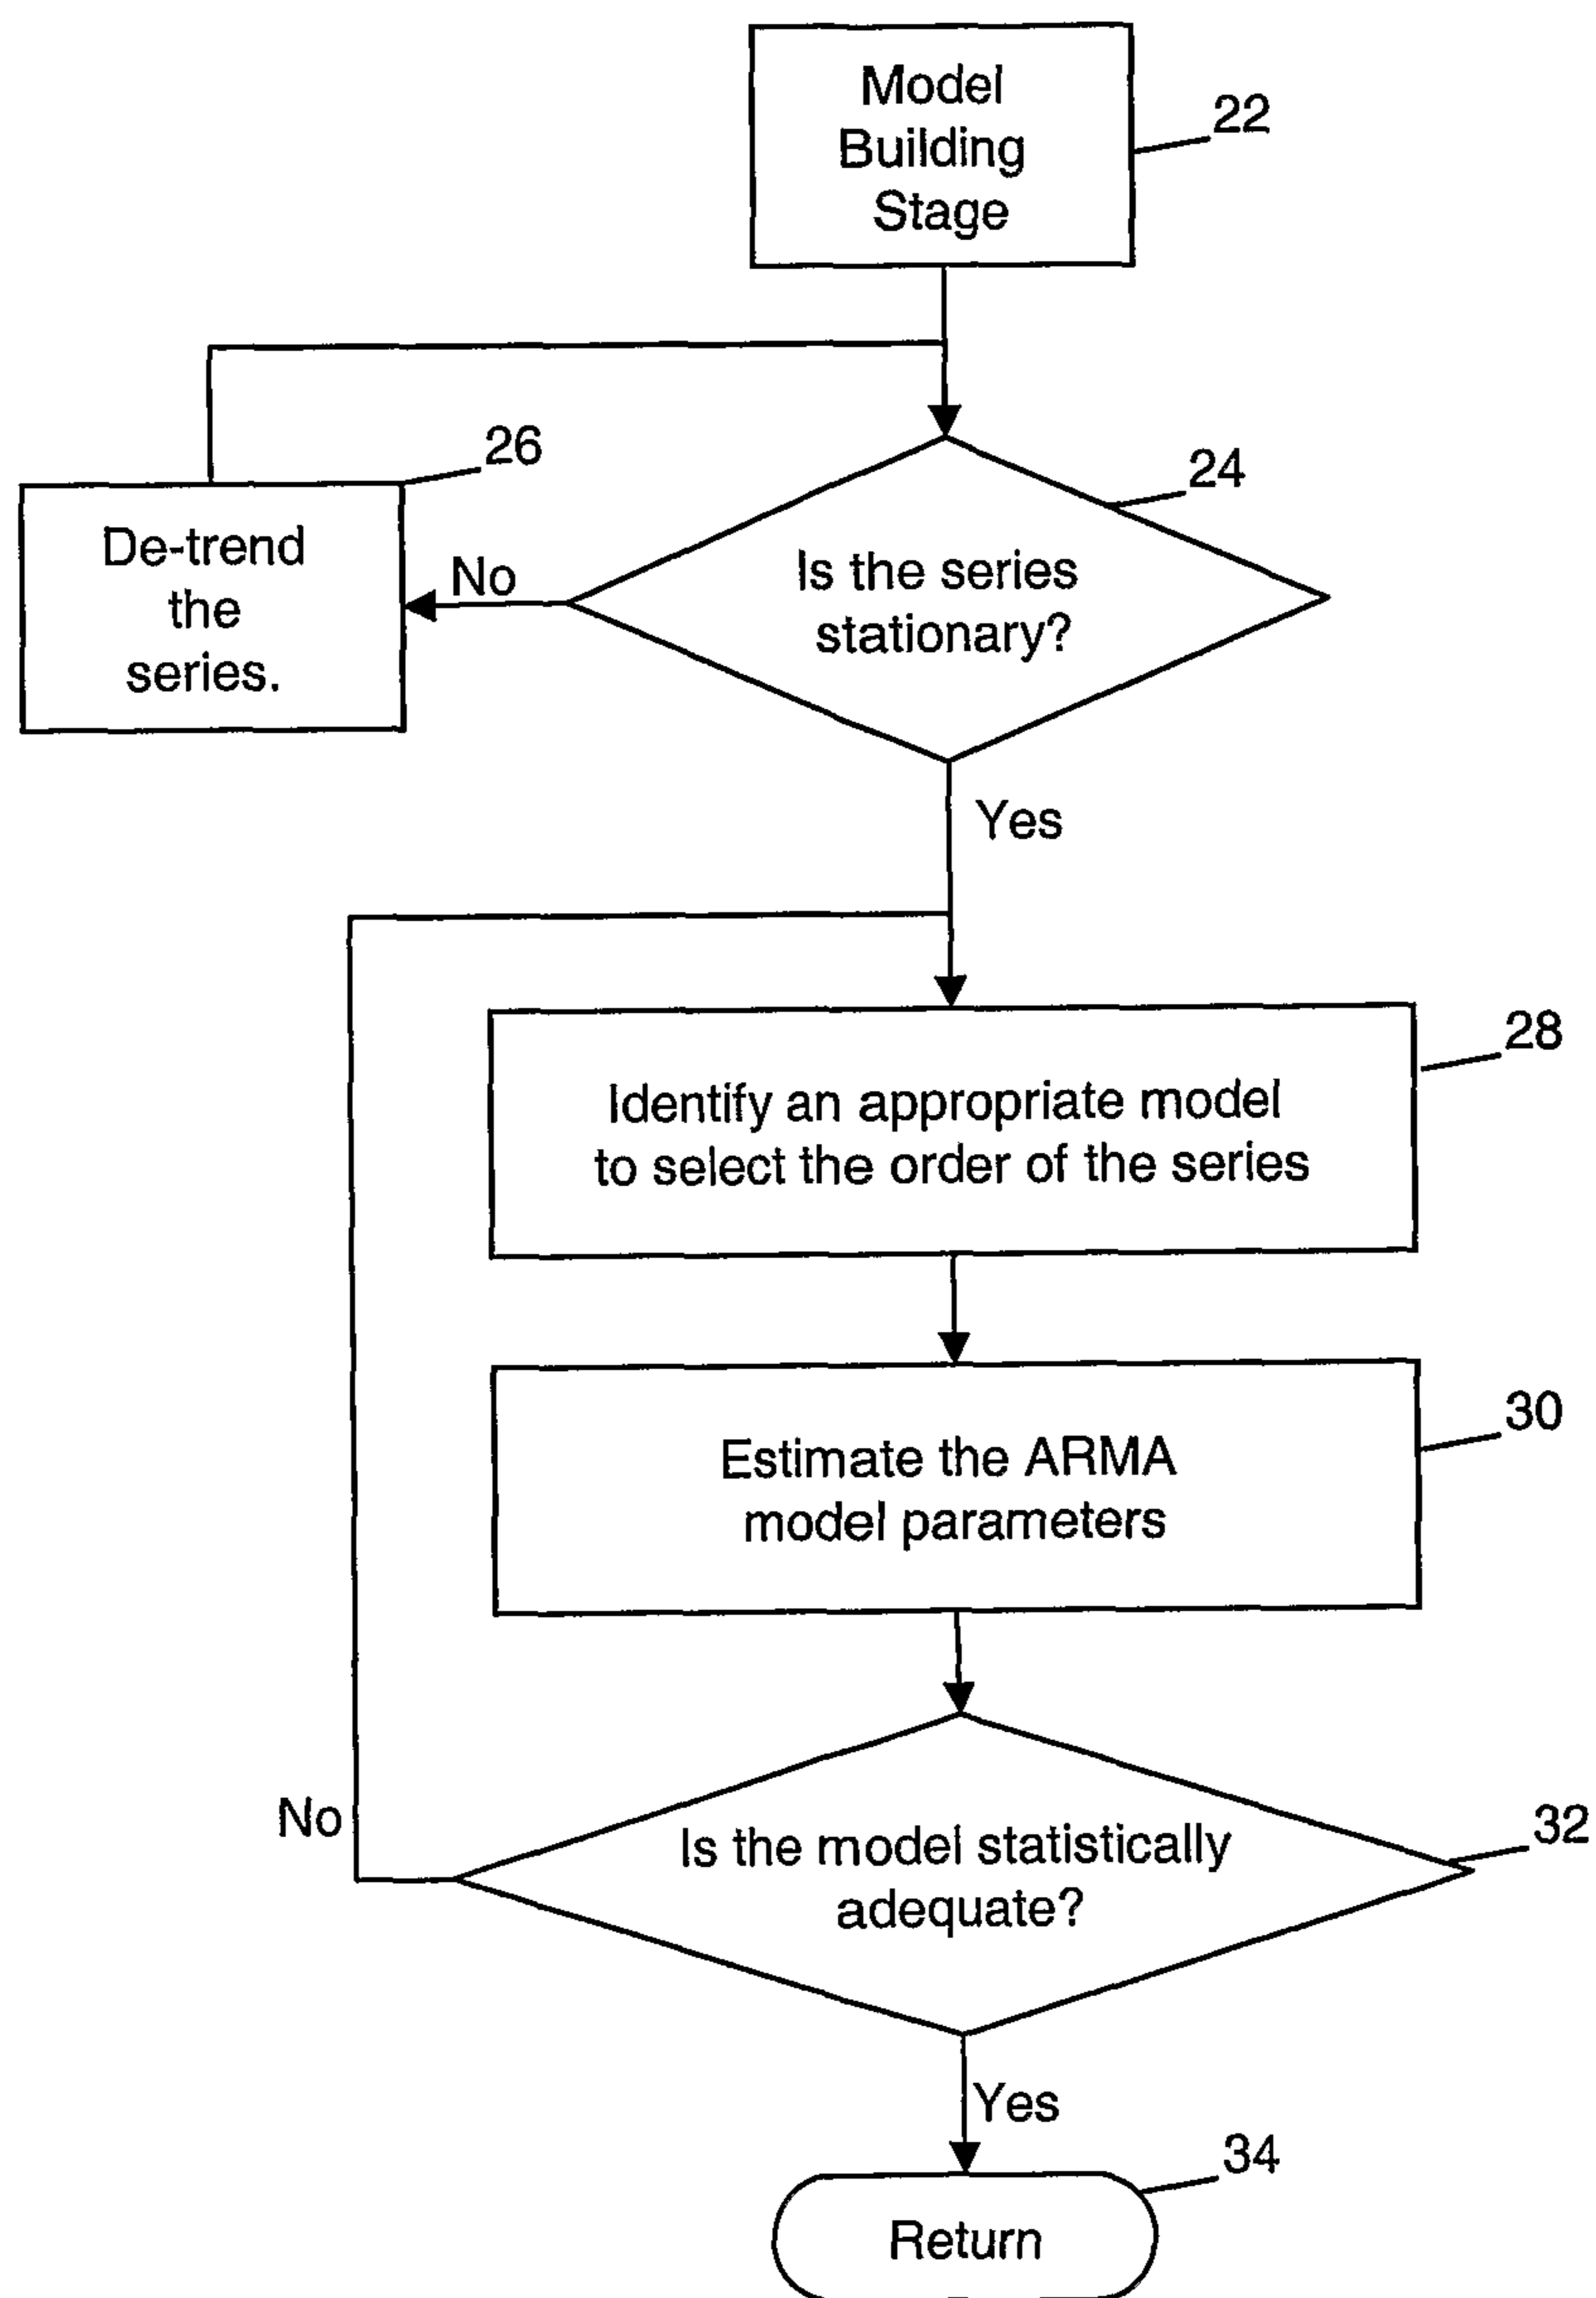 Model
Building
Stage
22
26
24
De-trend
the
series.
No
Is the series
stationary?
Yes
28
Identify an appropriate model
to select the order of the series
30
Estimate the ARMA
model parameters
No
32
Is the model statistically
adequate?
Yes
34
Return